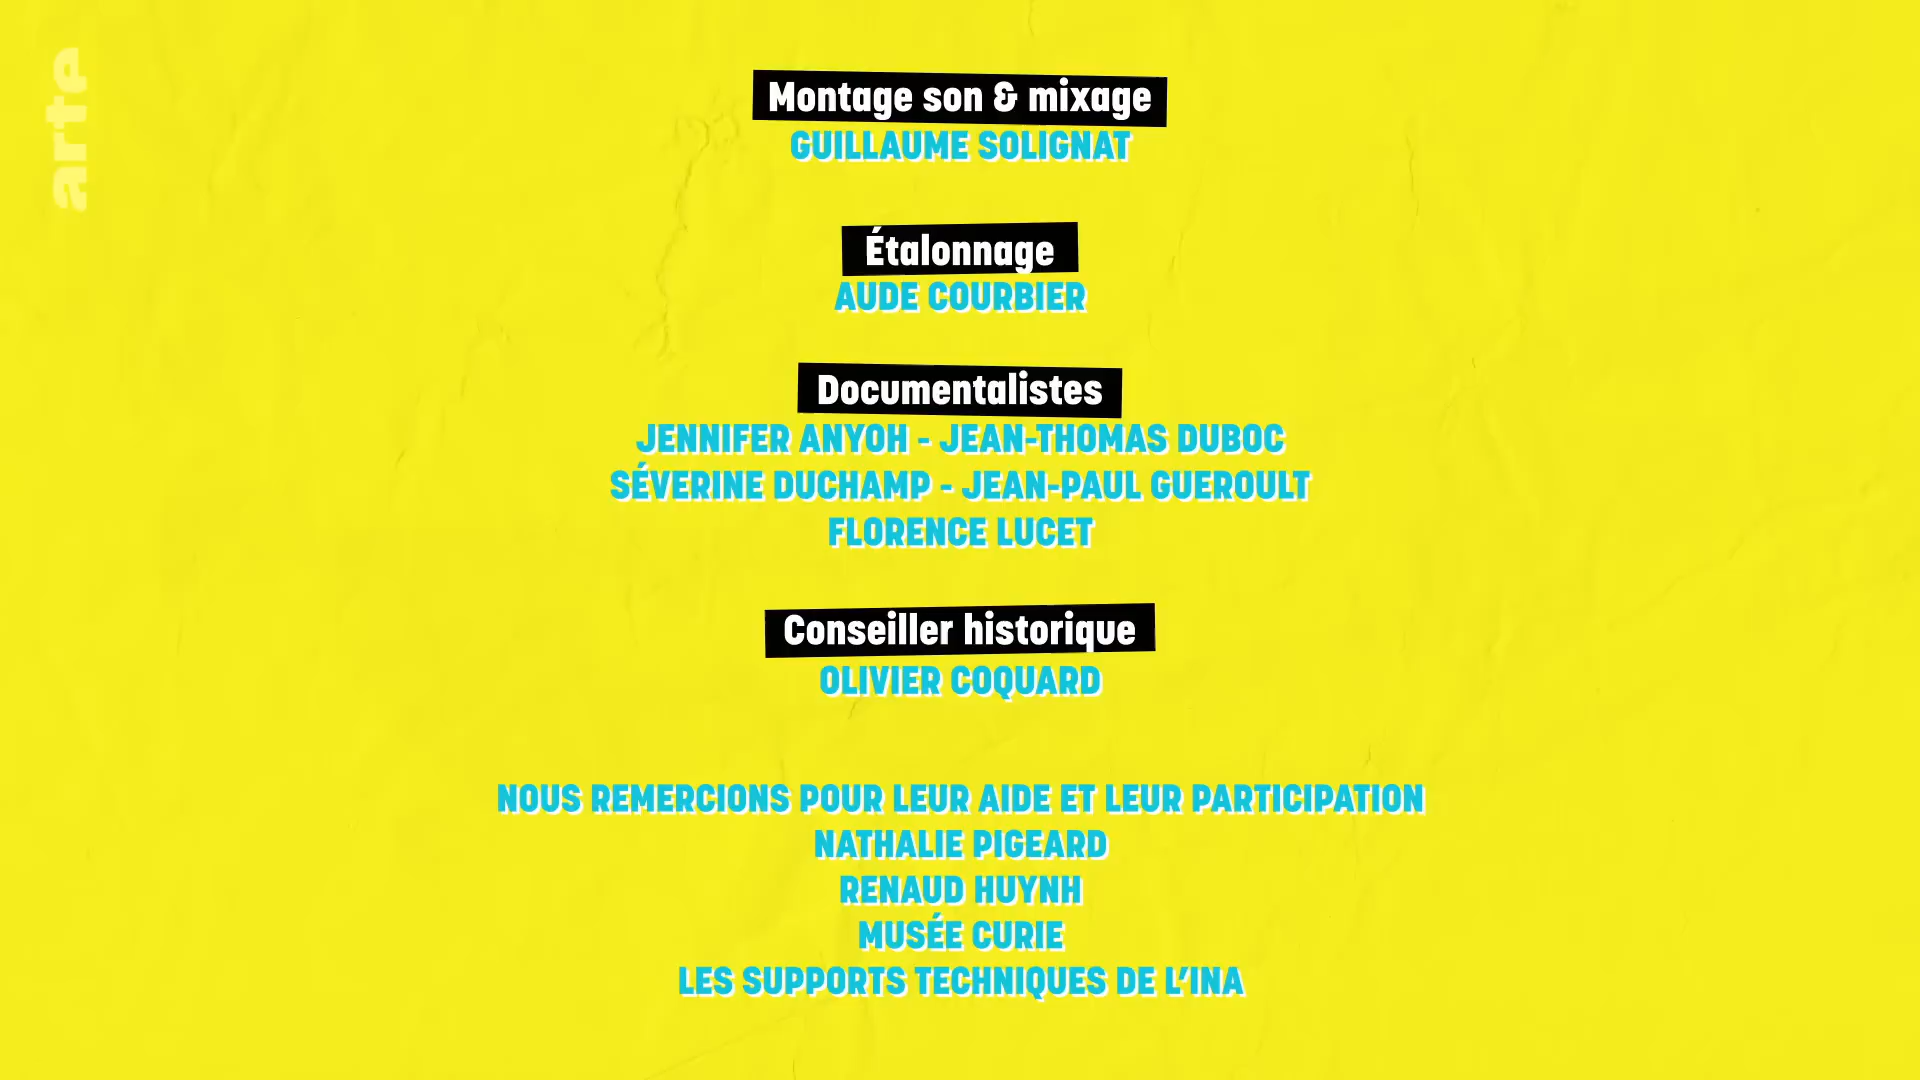 arte
Montage son & mixage
GUILLAUME SOLIGNAT
Étalonnage
AUDE COURBIER
Documentalistes
JENNIFER ANYOH - JEAN-THOMAS DUBOC
SÉVERINE DUCHAMP - JEAN-PAUL GUEROULT
FLORENCE LUCET
Conseiller historique
OLIVIER COQUARD
NOUS REMERCIONS POUR LEUR AIDE ET LEUR PARTICIPATION
NATHALIE PIGEARD
RENAUD HUYNH
MUSÉE CURIE
LES SUPPORTS TECHNIQUES DE L'INA